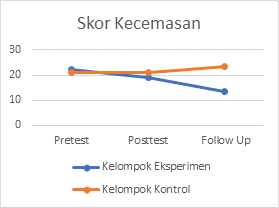 Skor Kecemasan
30
20
10
0
Pretest Posttest Follow Up
Kelompok Eksperimen
Kelompok Kontrol